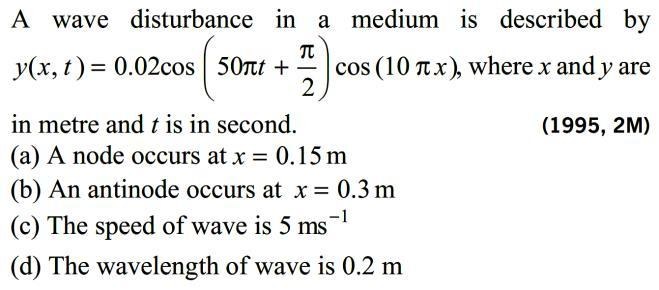 A wave disturbance in a medium is described by
y(x, t) = 0.02cos (50πt + π/2) cos (10 πx), where x and y are
in metre and t is in second. (1995, 2M)
(a) A node occurs at x = 0.15 m
(b) An antinode occurs at x = 0.3 m
(c) The speed of wave is 5 ms⁻¹
(d) The wavelength of wave is 0.2 m